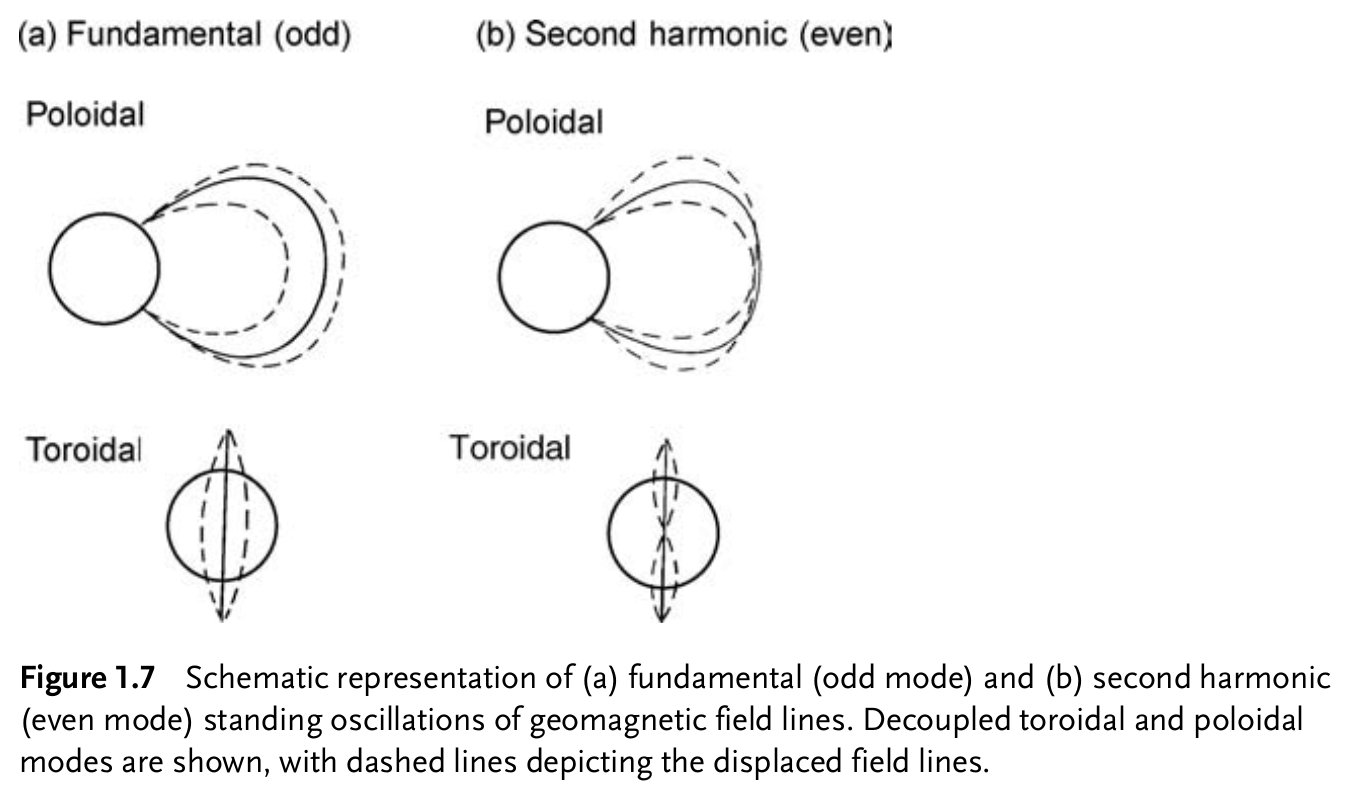 (a) Fundamental (odd)
(b) Second harmonic (even)
Poloidal
Poloidal
Toroidal
Toroidal
Figure 1.7 Schematic representation of (a) fundamental (odd mode) and (b) second harmonic
(even mode) standing oscillations of geomagnetic field lines. Decoupled toroidal and poloidal
modes are shown, with dashed lines depicting the displaced field lines.